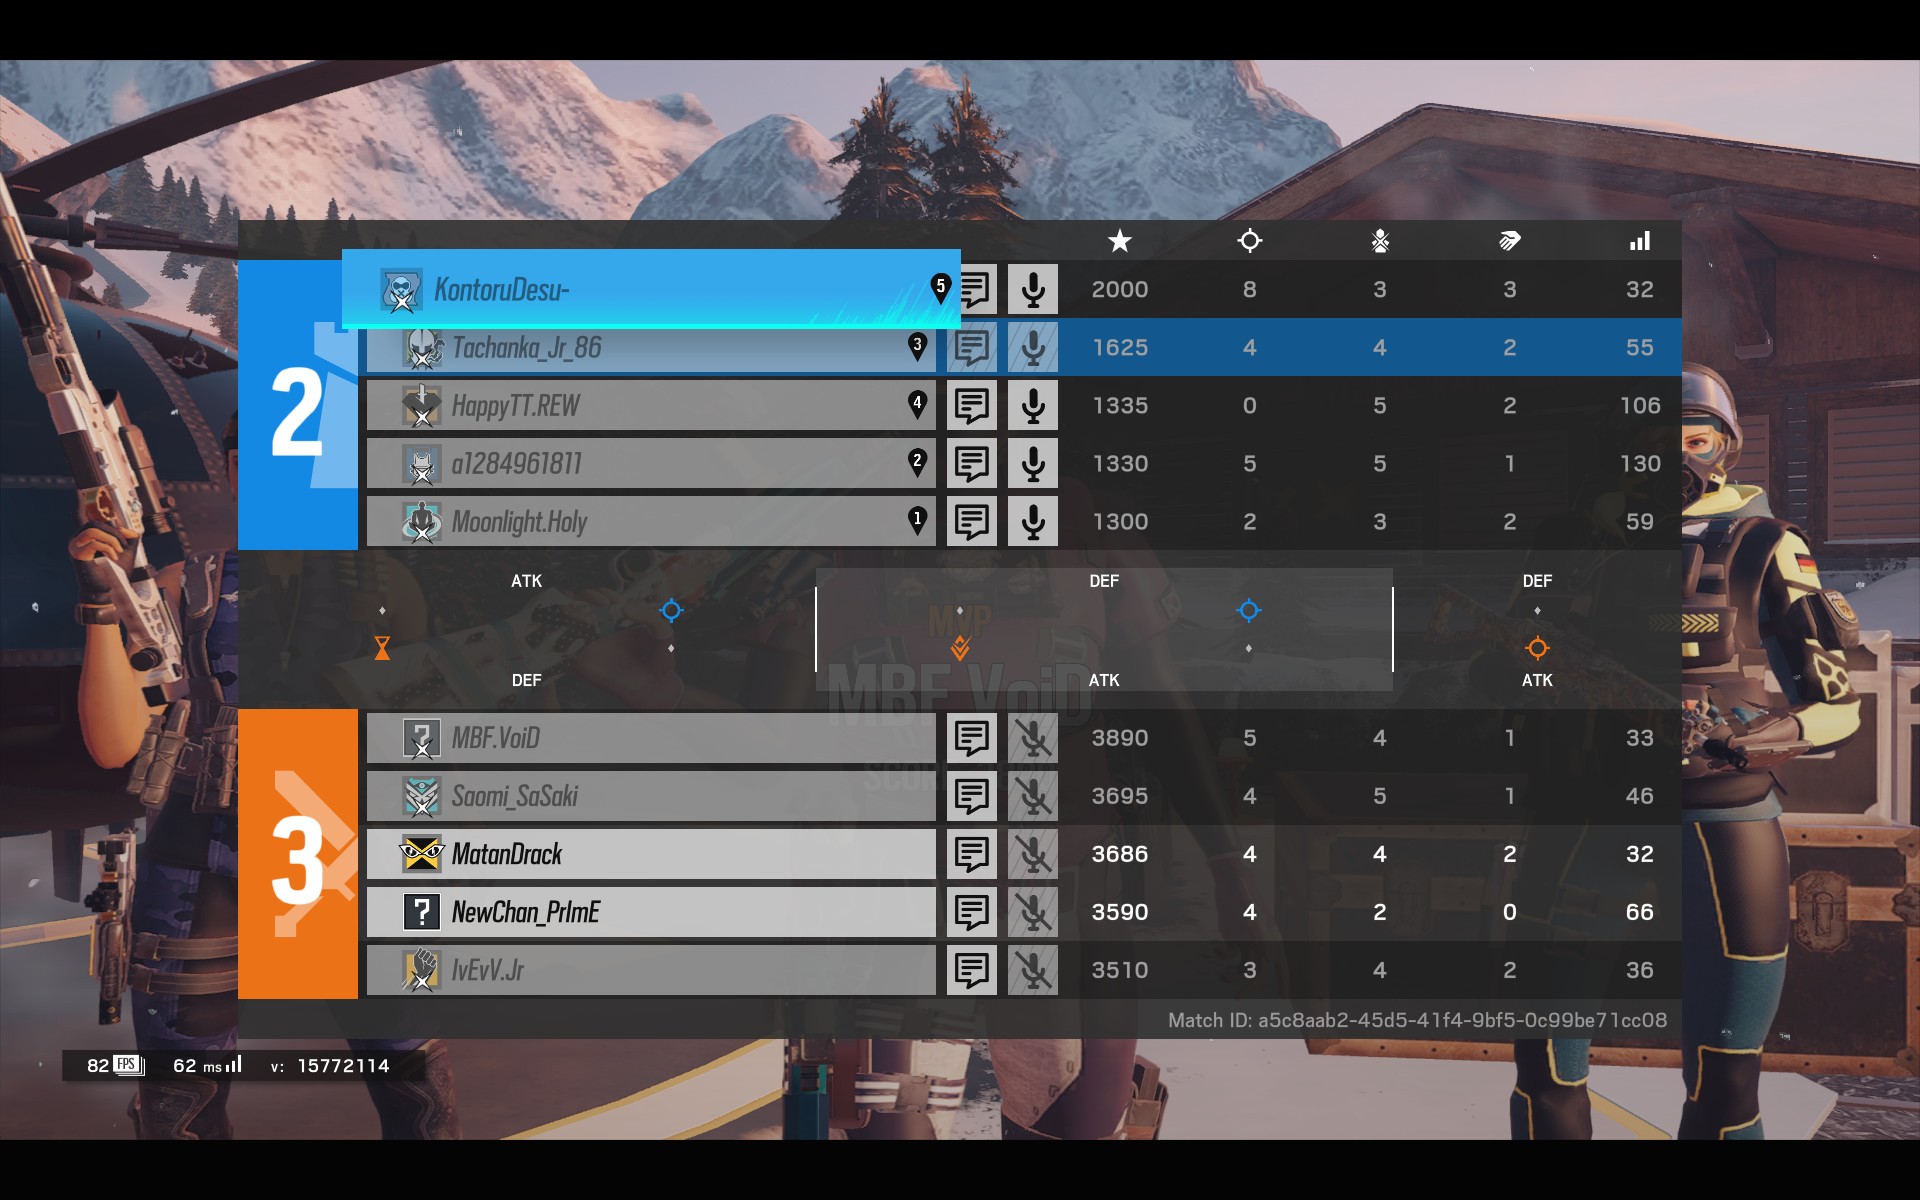 KontoruDesu- 5 2000 8 3 3 32
2
Tachanka_Jr_86 3 1625 4 4 2 55
HappyTT.REW 4 1335 0 5 2 106
a1284961811 2 1330 5 5 1 130
Moonlight.Holy 1 1300 2 3 2 59
ATK DEF DEF
MVP
DEF ATK ATK
MBF.VoiD
3
MBF.VoiD 3890 5 4 1 33
Saomi_SaSaki 3695 4 5 1 46
MatanDrack 3686 4 4 2 32
? NewChan_PrImE 3590 4 2 0 66
IvEvV.Jr 3510 3 4 2 36
Match ID: a5c8aab2-45d5-41f4-9bf5-0c99be71cc08
82 FPS 62 ms v: 15772114